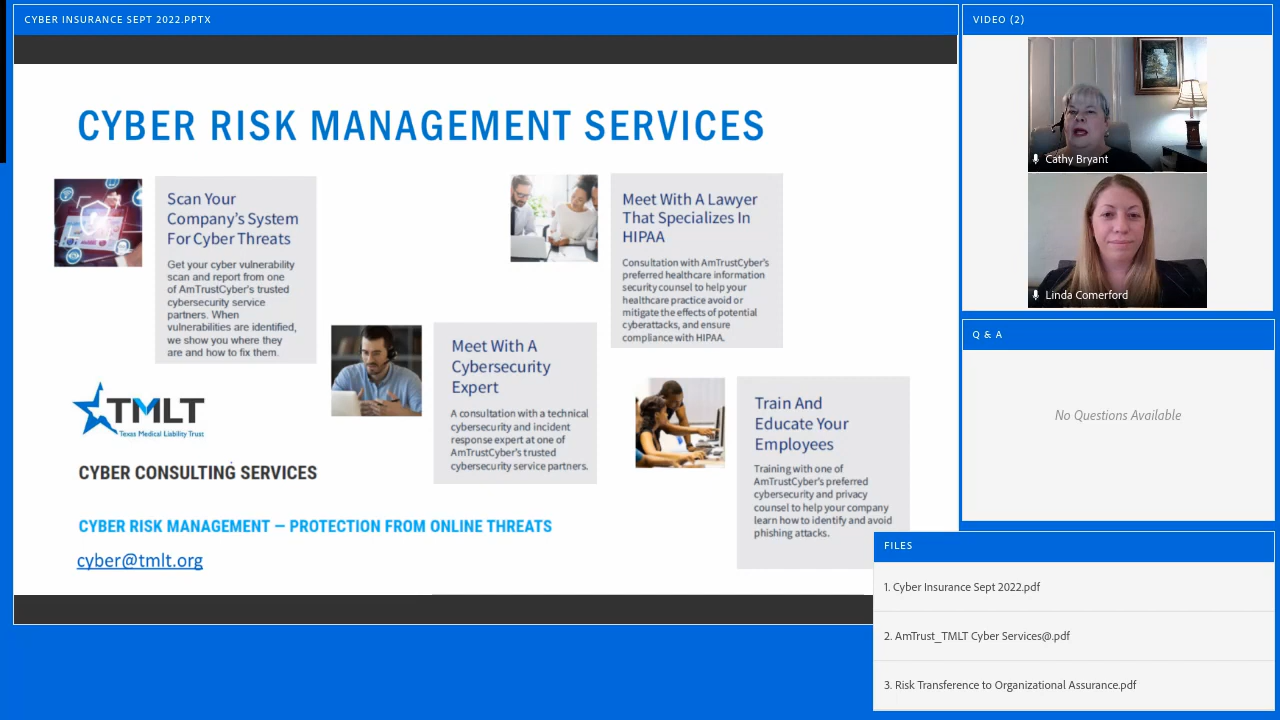 CYBER INSURANCE SEPT 2022.PPTX
CYBER RISK MANAGEMENT SERVICES
Scan Your
Company's System
For Cyber Threats
Get your cyber vulnerability
scan and report from one
of AmTrustCyber's trusted
cybersecurity service
partners. When
vulnerabilities are identified,
we show you where they
are and how to fix them.
Meet With A Lawyer
That Specializes In
HIPAA
Consultation with AmTrustCyber's
preferred healthcare information
security counsel to help your
healthcare practice avoid or
mitigate the effects of potential
cyberattacks, and ensure
compliance with HIPAA.
Meet With A
Cybersecurity
Expert
A consultation with a technical
cybersecurity and incident
response expert at one of
AmTrustCyber's trusted
cybersecurity service partners.
Train And
Educate Your
Employees
Training with one of
AmTrustCyber's preferred
cybersecurity and privacy
counsel to help your company
learn how to identify and avoid
phishing attacks.
TMLT
Texas Medical Liability Trust
CYBER CONSULTING SERVICES
CYBER RISK MANAGEMENT – PROTECTION FROM ONLINE THREATS
cyber@tmlt.org
VIDEO (2)
Cathy Bryant
Linda Comerford
Q & A
No Questions Available
FILES
1. Cyber Insurance Sept 2022.pdf
2. AmTrust_TMLT Cyber Services@.pdf
3. Risk Transference to Organizational Assurance.pdf